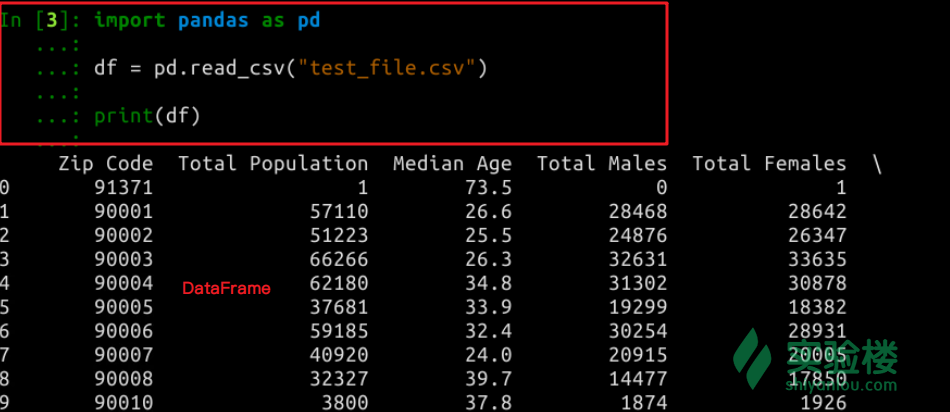 In [3]: import pandas as pd
...:
...: df = pd.read_csv("test_file.csv")
...:
...: print(df)
...:
Zip Code Total Population Median Age Total Males Total Females \
0 91371 1 73.5 0 1
1 90001 57110 26.6 28468 28642
2 90002 51223 25.5 24876 26347
3 90003 66266 26.3 32631 33635
4 90004 62180 34.8 31302 30878
DataFrame
5 90005 37681 33.9 19299 18382
6 90006 59185 32.4 30254 28931
7 90007 40920 24.0 20915 20005
8 90008 32327 39.7 14477 17850
9 90010 3800 37.8 1874 1926
实验楼
shiyanlou.com